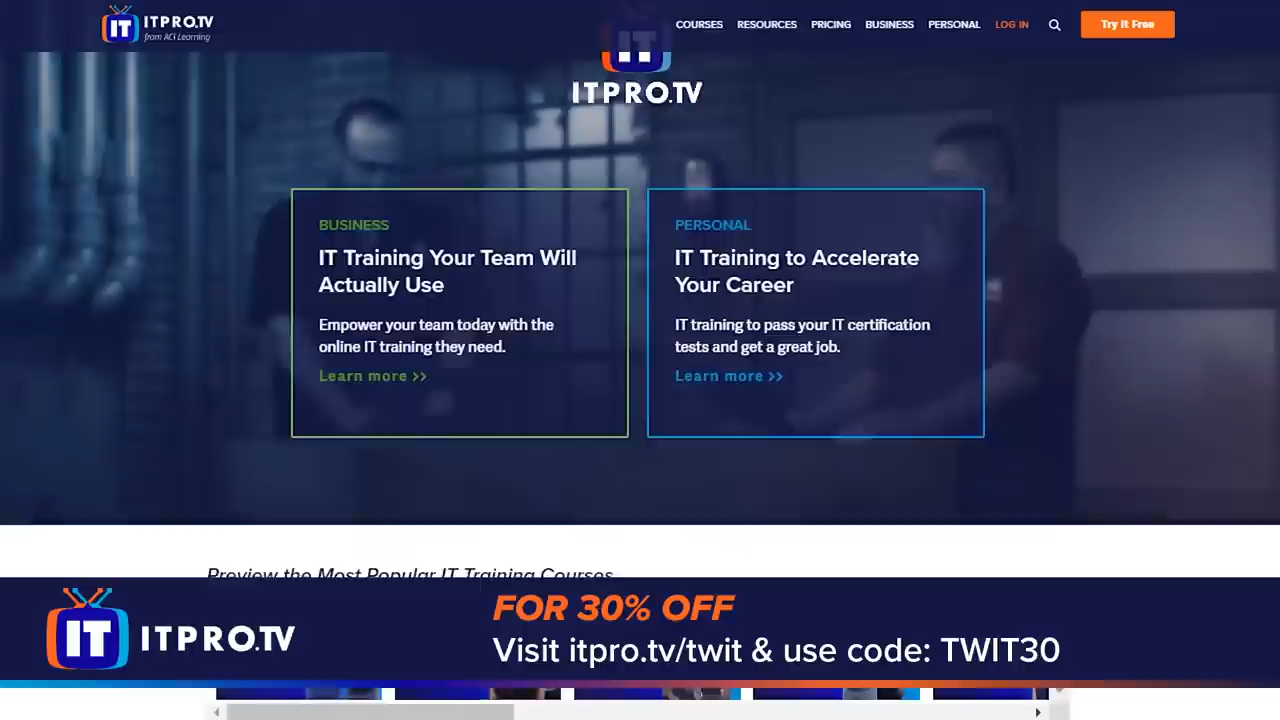 IT
ITPRO.TV
from ACI Learning
COURSES RESOURCES PRICING BUSINESS PERSONAL LOG IN Try It Free
IT
ITPRO.TV
BUSINESS
IT Training Your Team Will
Actually Use
Empower your team today with the
online IT training they need.
Learn more >>
PERSONAL
IT Training to Accelerate
Your Career
IT training to pass your IT certification
tests and get a great job.
Learn more >>
Preview the Most Popular IT Training Courses
IT
ITPRO.TV
FOR 30% OFF
Visit itpro.tv/twit & use code: TWIT30